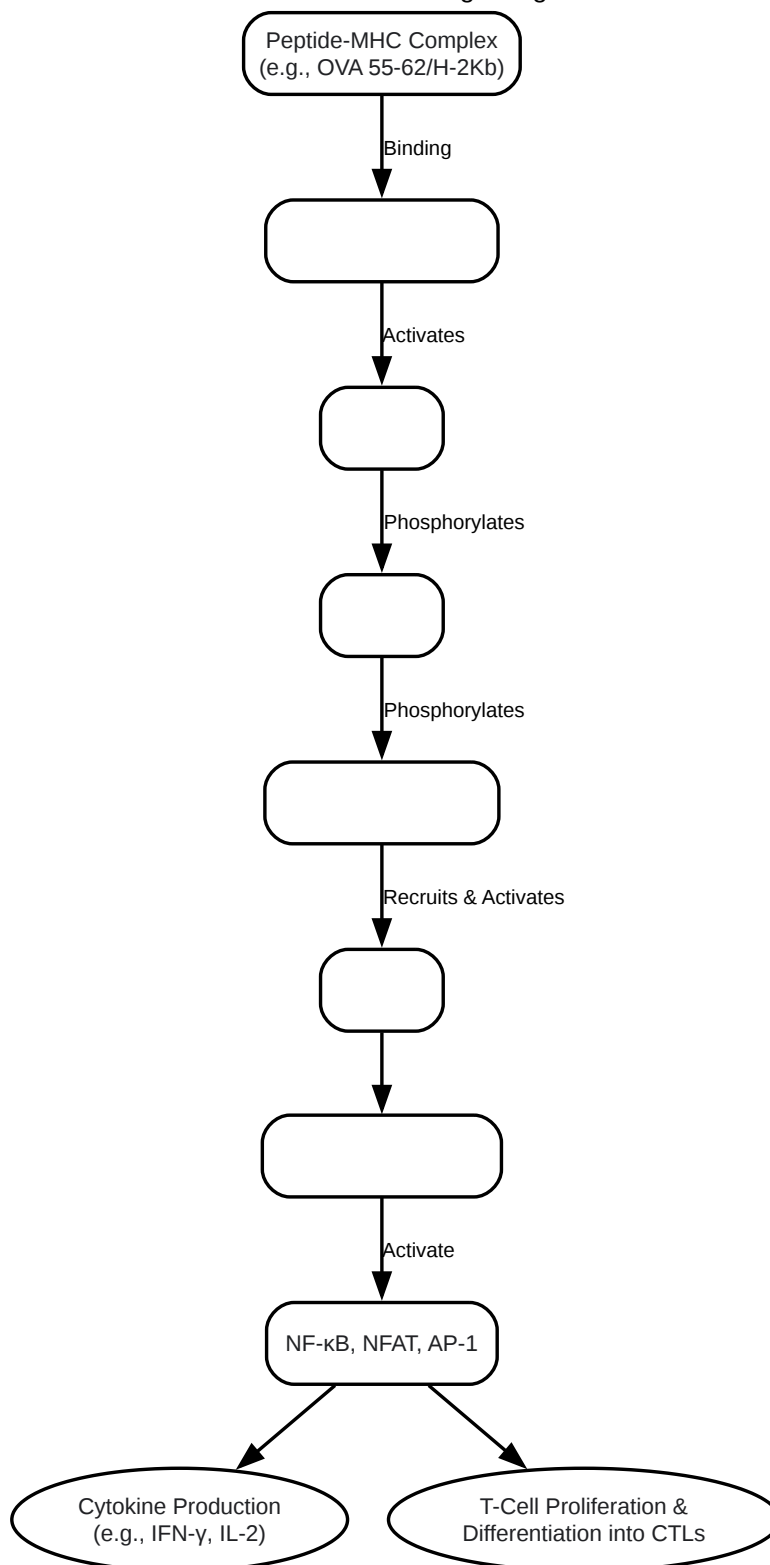 Peptide-MHC Complex
(e.g., OVA 55-62/H-2Kb)
Binding
Activates
Phosphorylates
Phosphorylates
Recruits & Activates
Activate
NF-κB, NFAT, AP-1
Cytokine Production
(e.g., IFN-γ, IL-2)
T-Cell Proliferation &
Differentiation into CTLs